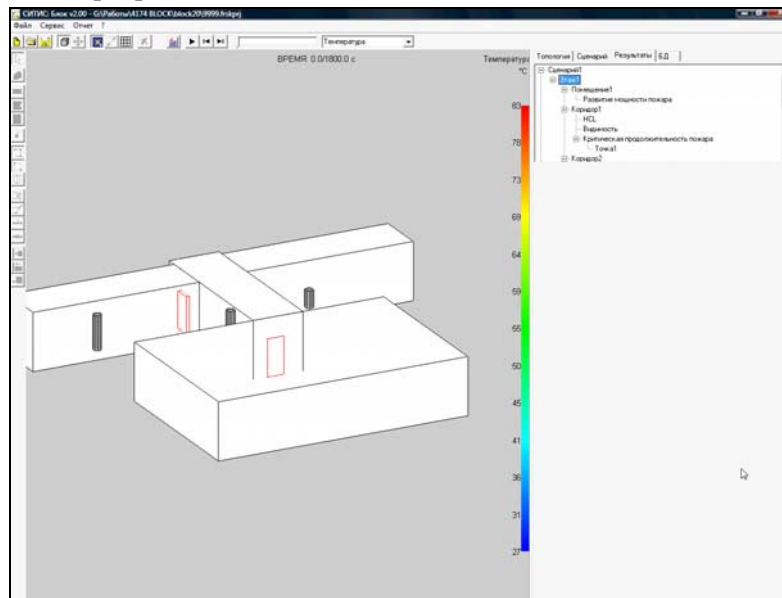 СИТИС: Блок v2.00 - G:\Работы\4174 BLOCK\block20\9999.frskprj
Файл Сервис Отчет ?
Температура
ВРЕМЯ 0.0/1800.0 с
Температура
°C
83
78
73
69
64
59
55
50
45
41
36
31
27
Топология Сценарий Результаты Б.Д
Сценарий1
Этаж1
Помещение1
Развитие мощности пожара
Коридор1
HCL
Видимость
Критическая продолжительность пожара
Точка1
Коридор2